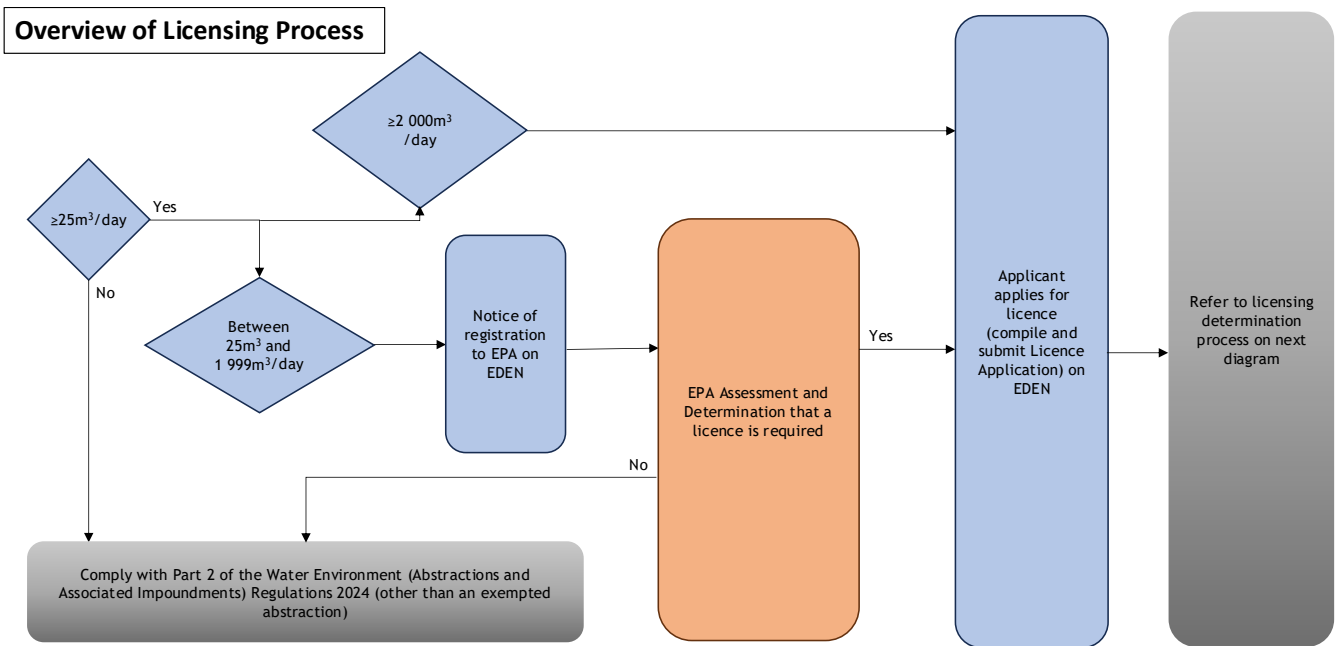 Overview of Licensing Process
≥2 000m³
/day
≥25m³/day
Yes
No
Between
25m³ and
1 999m³/day
Notice of
registration
to EPA on
EDEN
EPA Assessment and
Determination that a
licence is required
Yes
No
Applicant
applies for
licence
(compile and
submit Licence
Application) on
EDEN
Refer to licensing
determination
process on next
diagram
Comply with Part 2 of the Water Environment (Abstractions and
Associated Impoundments) Regulations 2024 (other than an exempted
abstraction)